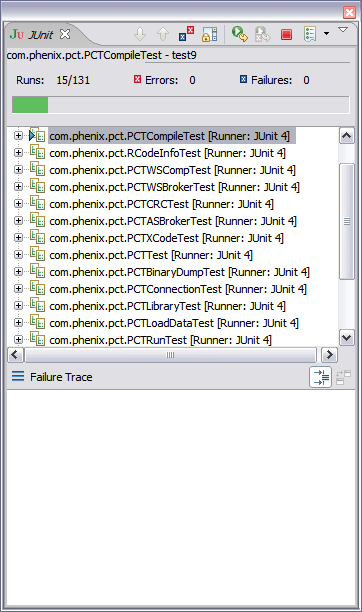 JU JUnit
com.phenix.pct.PCTCompileTest - test9
Runs: 15/131 Errors: 0 Failures: 0
com.phenix.pct.PCTCompileTest [Runner: JUnit 4]
com.phenix.pct.RCodeInfoTest [Runner: JUnit 4]
com.phenix.pct.PCTWSCompTest [Runner: JUnit 4]
com.phenix.pct.PCTWSBrokerTest [Runner: JUnit 4]
com.phenix.pct.PCTCRCTest [Runner: JUnit 4]
com.phenix.pct.PCTASBrokerTest [Runner: JUnit 4]
com.phenix.pct.PCTXCodeTest [Runner: JUnit 4]
com.phenix.pct.PCTTest [Runner: JUnit 4]
com.phenix.pct.PCTBinaryDumpTest [Runner: JUnit 4]
com.phenix.pct.PCTConnectionTest [Runner: JUnit 4]
com.phenix.pct.PCTLibraryTest [Runner: JUnit 4]
com.phenix.pct.PCTLoadDataTest [Runner: JUnit 4]
com.phenix.pct.PCTRunTest [Runner: JUnit 4]
Failure Trace